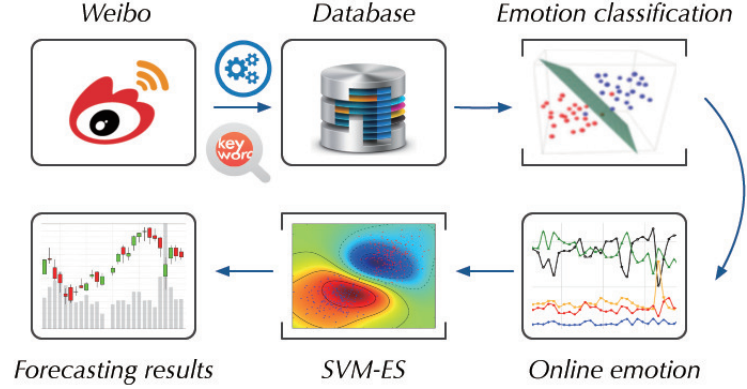 Weibo
Database
Emotion classification
key
word
Forecasting results
SVM-ES
Online emotion